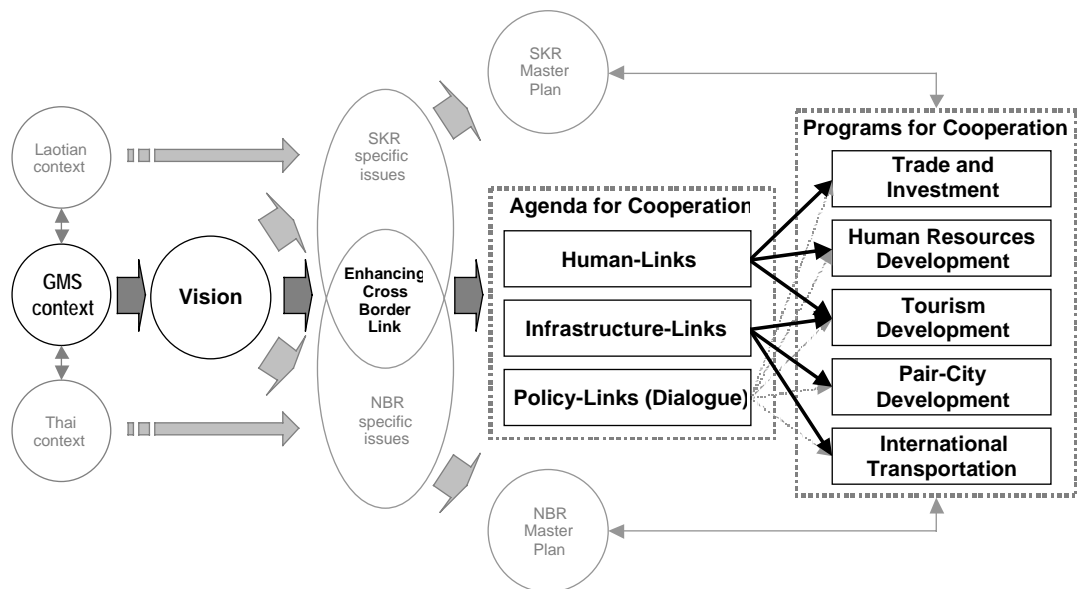 SKR
Master
Plan
Laotian
context
SKR
specific
issues
GMS
context
Vision
Enhancing
Cross
Border
Link
NBR
specific
issues
Thai
context
NBR
Master
Plan
Agenda for Cooperation
Human-Links
Infrastructure-Links
Policy-Links (Dialogue)
Programs for Cooperation
Trade and
Investment
Human Resources
Development
Tourism
Development
Pair-City
Development
International
Transportation